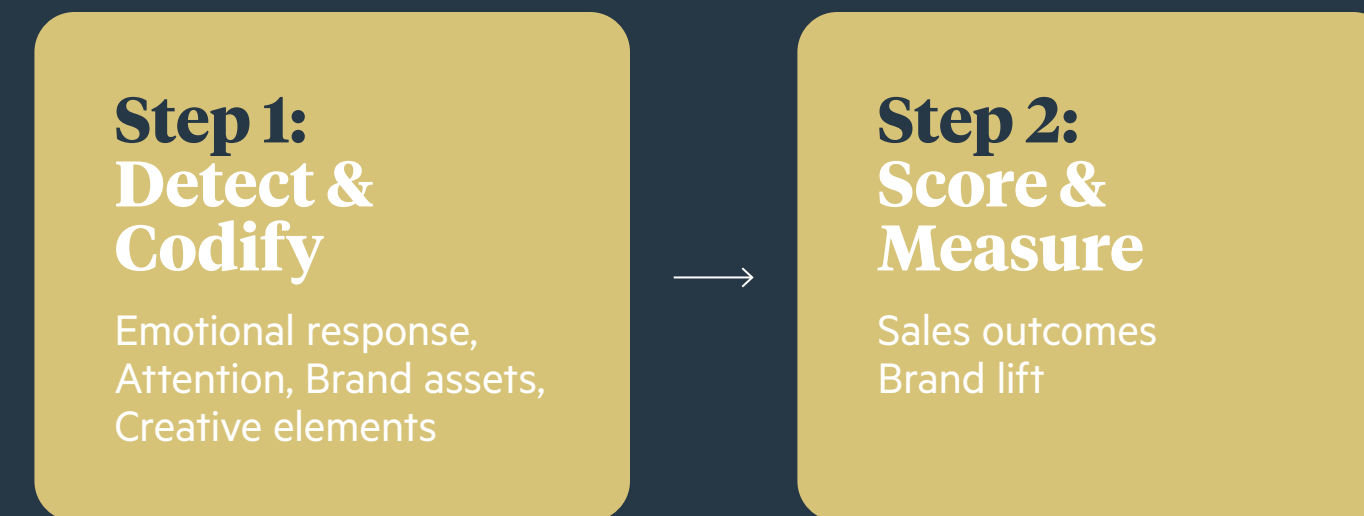 Step 1:
Detect &
Codify
Emotional response,
Attention, Brand assets,
Creative elements
Step 2:
Score &
Measure
Sales outcomes
Brand lift